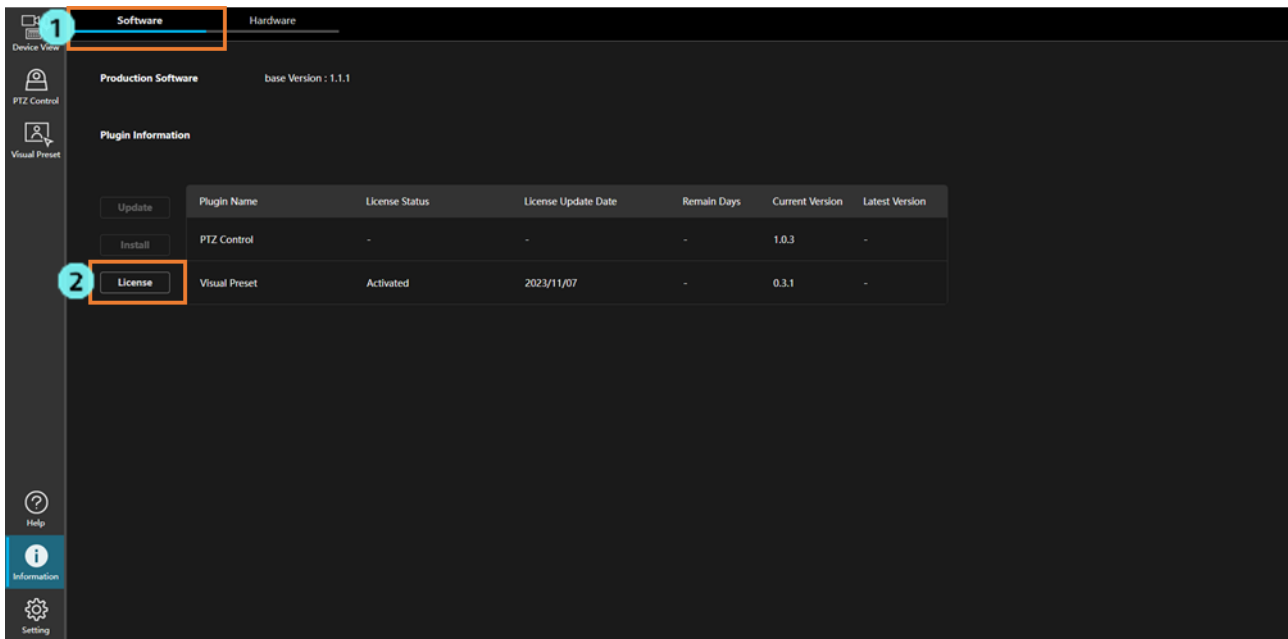 1
Software Hardware
Device View
PTZ Control
Visual Preset
Production Software base Version : 1.1.1
Plugin Information
Update
Install
2
License
Plugin Name License Status License Update Date Remain Days Current Version Latest Version
PTZ Control - - - 1.0.3 -
Visual Preset Activated 2023/11/07 - 0.3.1 -
?
Help
i
Information
Setting